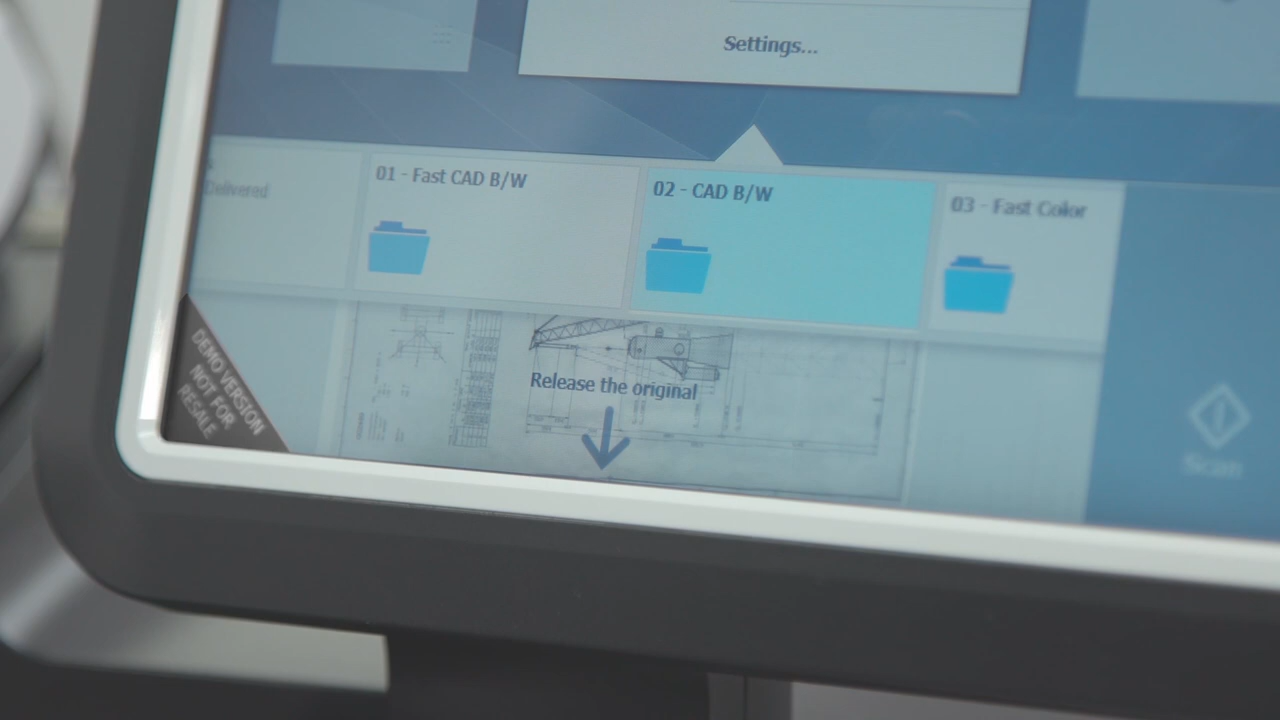 Settings...
Delivered
01 - Fast CAD B/W
02 - CAD B/W
03 - Fast Color
Release the original
Scan
DEMO VERSION
NOT FOR
RESALE